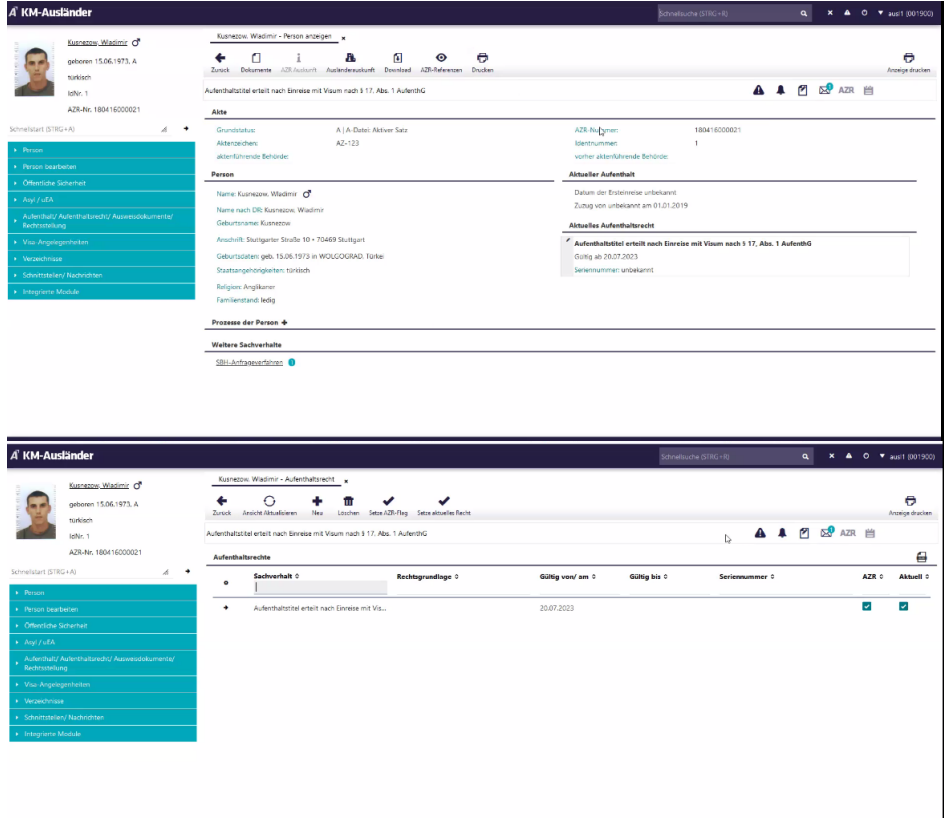 KM-Ausländer
Schnellsuche (STRG+R)
ausl1 (001900)
Kusnezow, Wladimir
geboren 15.06.1973, A
türkisch
IdNr. 1
AZR-Nr. 180416000021
Schnellstart (STRG+A)
Person
Person bearbeiten
Öffentliche Sicherheit
Asyl / uEA
Aufenthalt/ Aufenthaltsrecht/ Ausweisdokumente/
Rechtsstellung
Visa-Angelegenheiten
Verzeichnisse
Schnittstellen/ Nachrichten
Integrierte Module
Kusnezow, Wladimir - Person anzeigen
Zurück Dokumente AZR-Auskunft Ausländerauskunft Download AZR-Referenzen Drucken Anzeige drucken
Aufenthaltstitel erteilt nach Einreise mit Visum nach § 17, Abs. 1 AufenthG
AZR
Akte
Grundstatus: A | A-Datei: Aktiver Satz
Aktenzeichen: AZ-123
aktenführende Behörde:
AZR-Nummer: 180416000021
Identnummer: 1
vorher aktenführende Behörde:
Person
Name: Kusnezow, Wladimir
Name nach DR: Kusnezow, Wladimir
Geburtsname: Kusnezow
Anschrift: Stuttgarter Straße 10 • 70469 Stuttgart
Geburtsdaten: geb. 15.06.1973 in WOLGOGRAD, Türkei
Staatsangehörigkeiten: türkisch
Religion: Anglikaner
Familienstand: ledig
Aktueller Aufenthalt
Datum der Ersteinreise unbekannt
Zuzug von unbekannt am 01.01.2019
Aktuelles Aufenthaltsrecht
Aufenthaltstitel erteilt nach Einreise mit Visum nach § 17, Abs. 1 AufenthG
Gültig ab 20.07.2023
Seriennummer: unbekannt
Prozesse der Person
Weitere Sachverhalte
SBH-Anfrageverfahren
KM-Ausländer
Schnellsuche (STRG+R)
ausl1 (001900)
Kusnezow, Wladimir
geboren 15.06.1973, A
türkisch
IdNr. 1
AZR-Nr. 180416000021
Schnellstart (STRG+A)
Person
Person bearbeiten
Öffentliche Sicherheit
Asyl / uEA
Aufenthalt/ Aufenthaltsrecht/ Ausweisdokumente/
Rechtsstellung
Visa-Angelegenheiten
Verzeichnisse
Schnittstellen/ Nachrichten
Integrierte Module
Kusnezow, Wladimir - Aufenthaltsrecht
Zurück Ansicht Aktualisieren Neu Löschen Setze AZR-Flag Setze aktuelles Recht Anzeige drucken
Aufenthaltstitel erteilt nach Einreise mit Visum nach § 17, Abs. 1 AufenthG
AZR
Aufenthaltsrechte
Sachverhalt Rechtsgrundlage Gültig von/ am Gültig bis Seriennummer AZR Aktuell
Aufenthaltstitel erteilt nach Einreise mit Vis... 20.07.2023